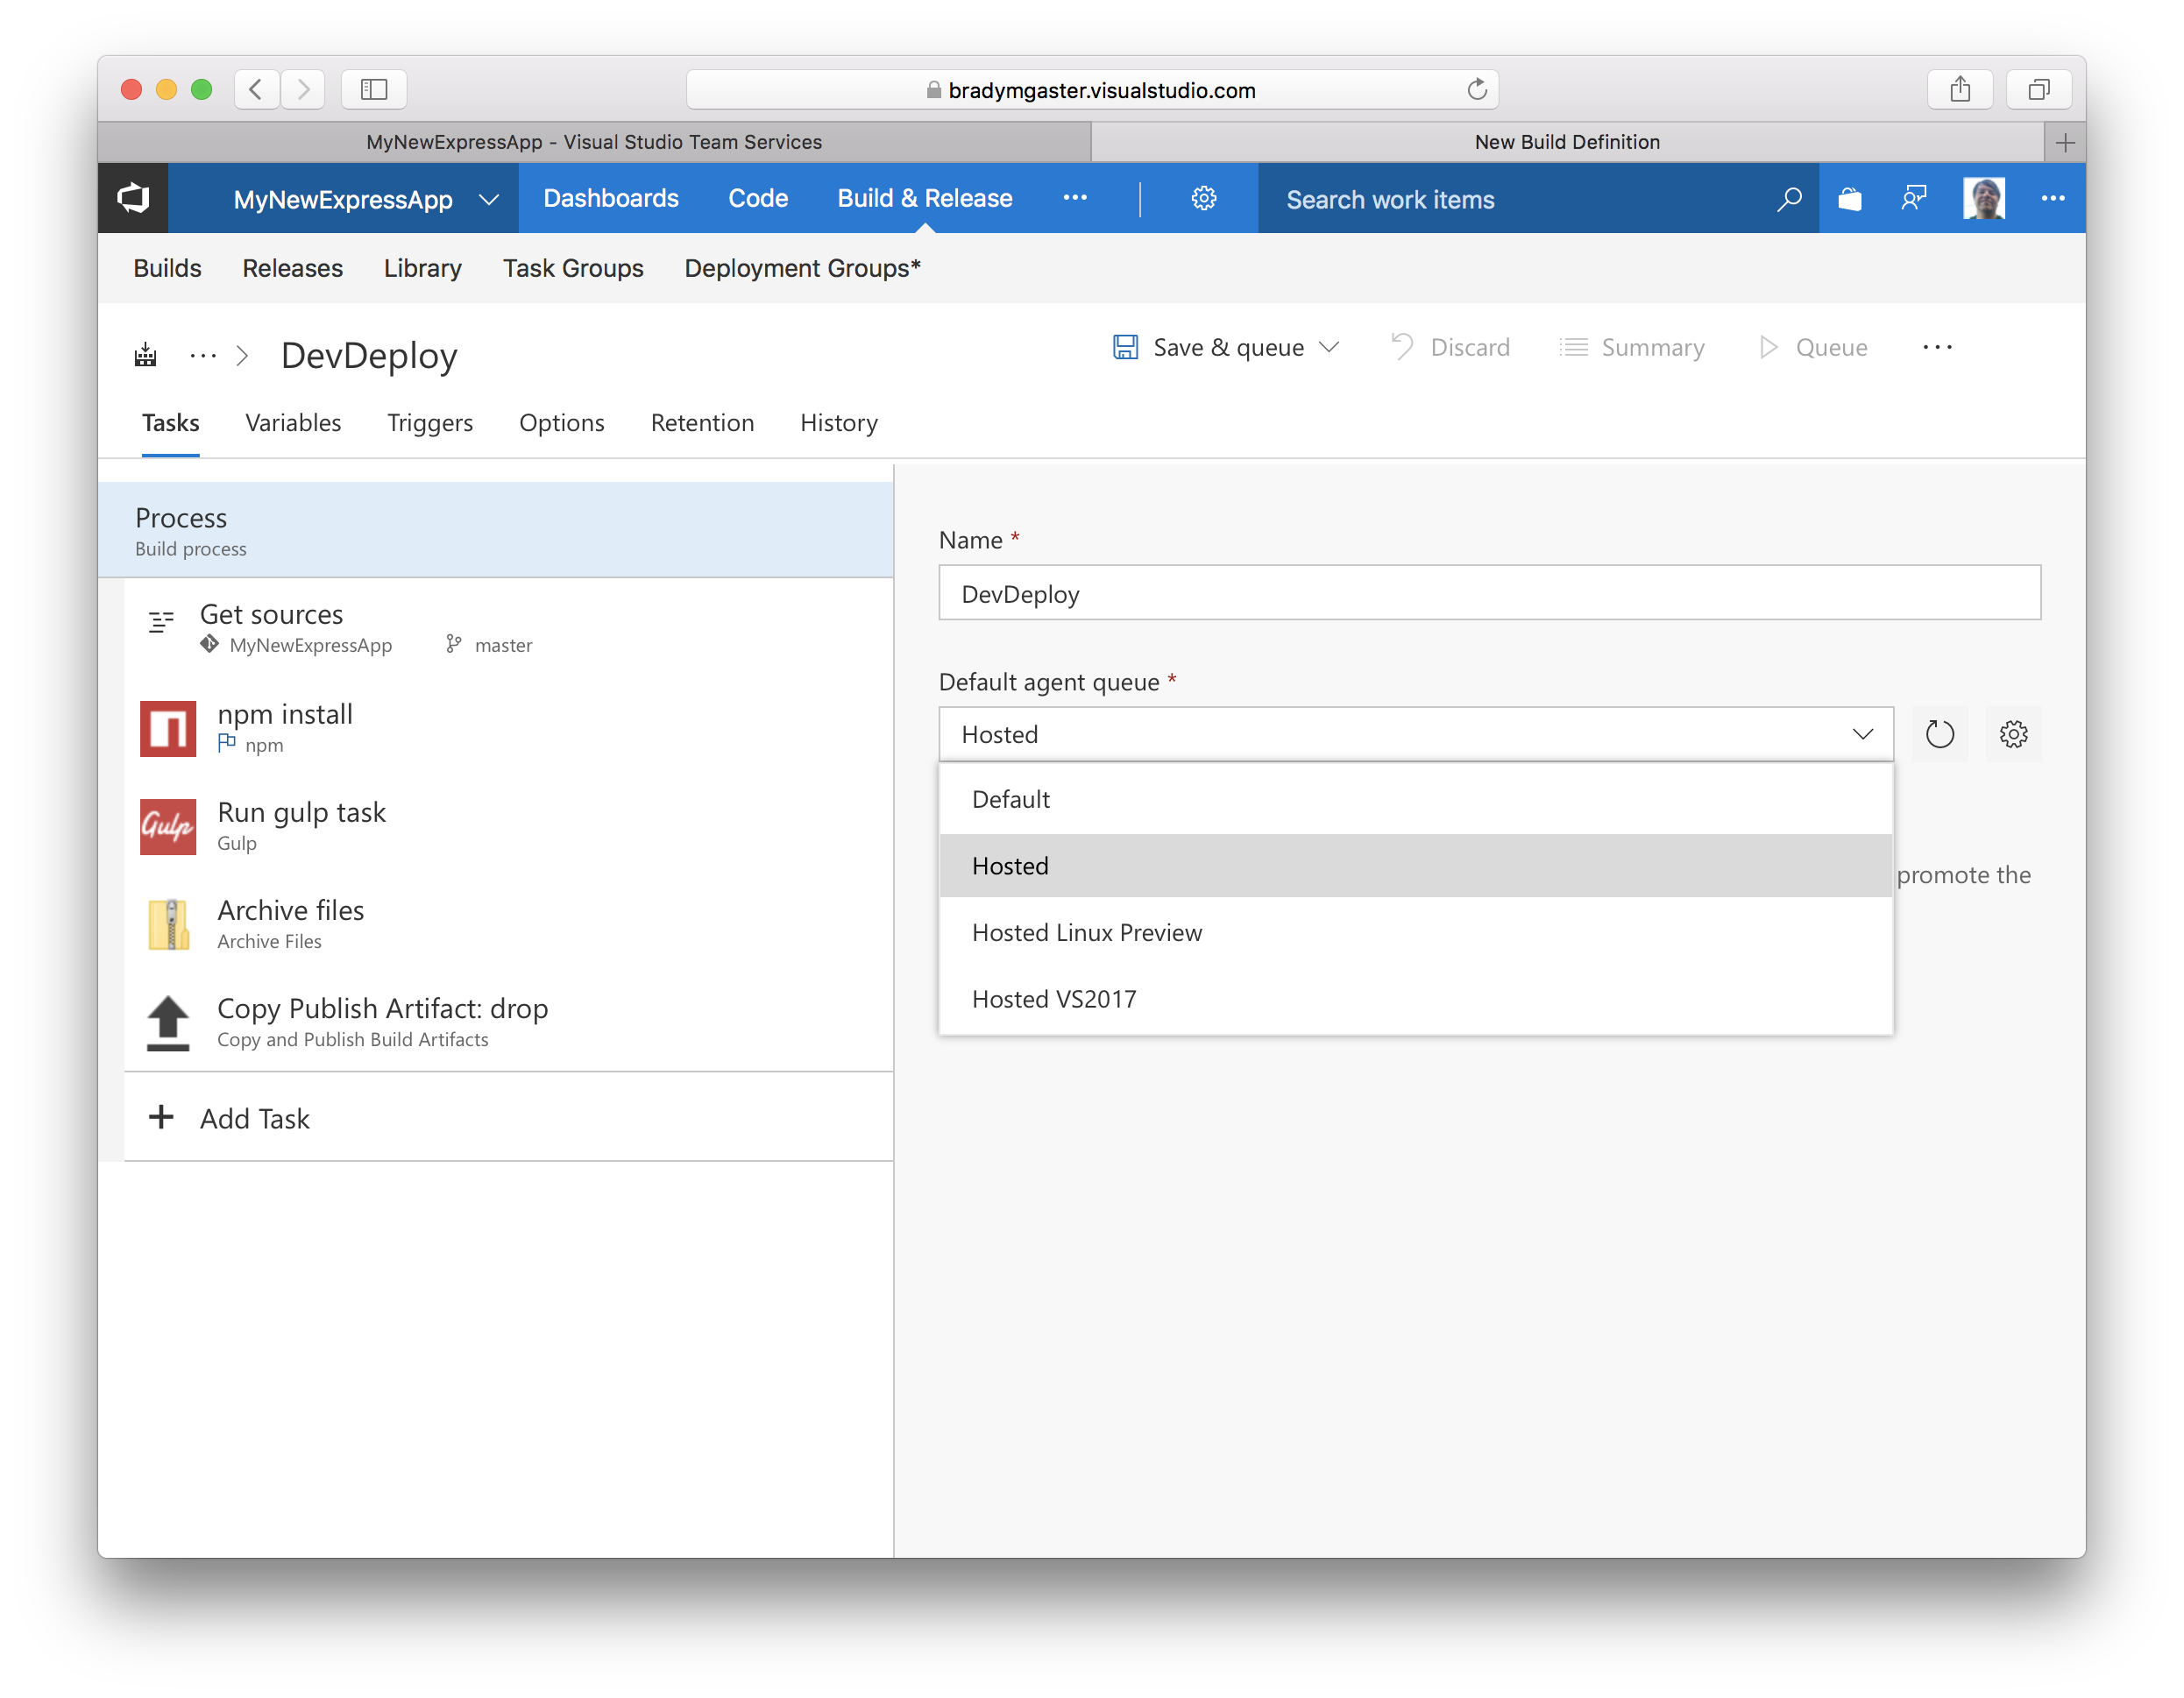 bradymgaster.visualstudio.com
MyNewExpressApp - Visual Studio Team Services
New Build Definition
MyNewExpressApp
Dashboards
Code
Build & Release
Search work items
Builds
Releases
Library
Task Groups
Deployment Groups*
DevDeploy
Save & queue
Discard
Summary
Queue
Tasks
Variables
Triggers
Options
Retention
History
Process
Build process
Get sources
MyNewExpressApp
master
npm install
npm
Run gulp task
Gulp
Gulp
Archive files
Archive Files
Copy Publish Artifact: drop
Copy and Publish Build Artifacts
Add Task
Name *
DevDeploy
Default agent queue *
Hosted
Default
Hosted
promote the
Hosted Linux Preview
Hosted VS2017